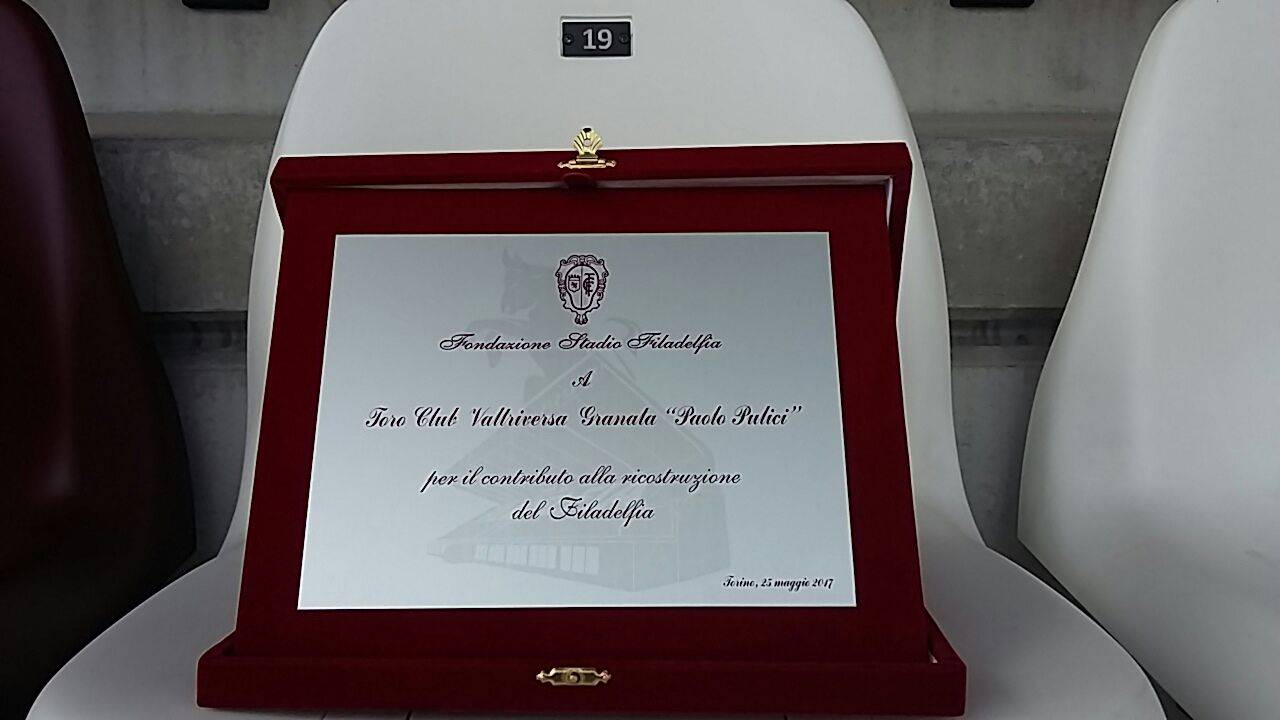 19
Fondazione Stadio Filadelfia
A
Toro Club Valtriversa Granata “Paolo Pulici”
per il contributo alla ricostruzione
del Filadelfia
Torino, 25 maggio 2017